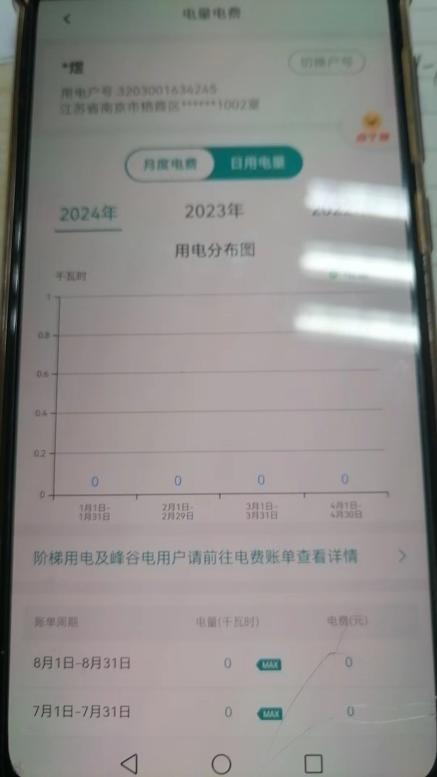 电量电费
*熠
切换户号
用电户号:3203001634245
江苏省南京市栖霞区******1002室
月度电费
日用电量
2024年 2023年
用电分布图
千瓦时
1
0.8
0.6
0.4
0.2
0
0 0 0 0
1月1日- 2月1日- 3月1日- 4月1日-
1月31日 2月29日 3月31日 4月30日
阶梯用电及峰谷电用户请前往电费账单查看详情
账单周期 电量(千瓦时) 电费(元)
8月1日-8月31日 0 MAX 0
7月1日-7月31日 0 MAX 0